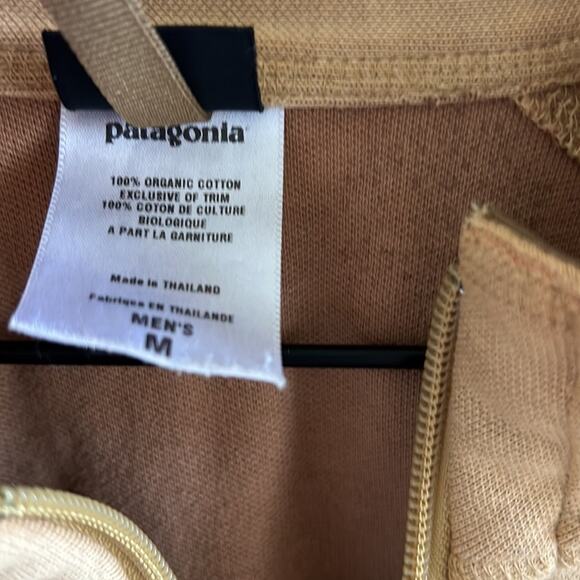 patagonia
100% ORGANIC COTTON
EXCLUSIVE OF TRIM
100% COTON DE CULTURE
BIOLOGIQUE
A PART LA GARNITURE
Made in THAILAND
Fabrique EN THAILANDE
MEN'S
M